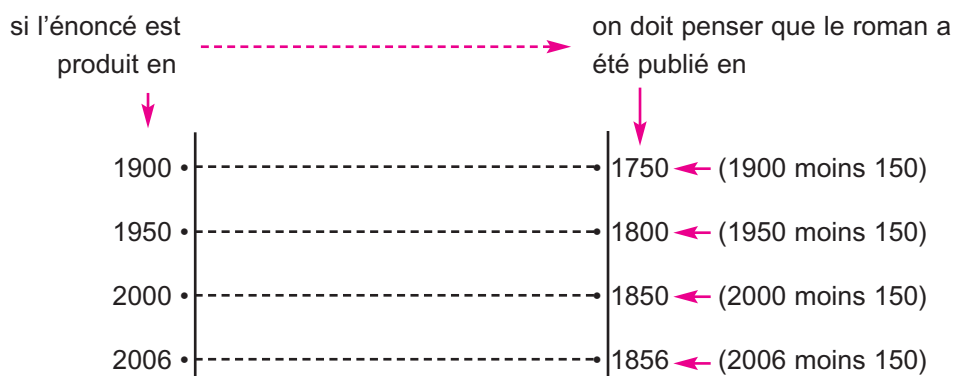 si l'énoncé est
produit en
on doit penser que le roman a
été publié en
1900 1750 (1900 moins 150)
1950 1800 (1950 moins 150)
2000 1850 (2000 moins 150)
2006 1856 (2006 moins 150)